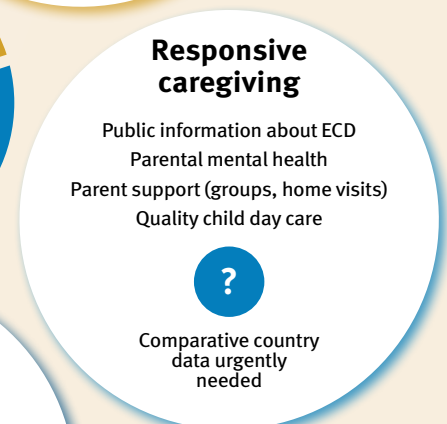 Responsive
caregiving
Public information about ECD
Parental mental health
Parent support (groups, home visits)
Quality child day care
?
Comparative country
data urgently
needed